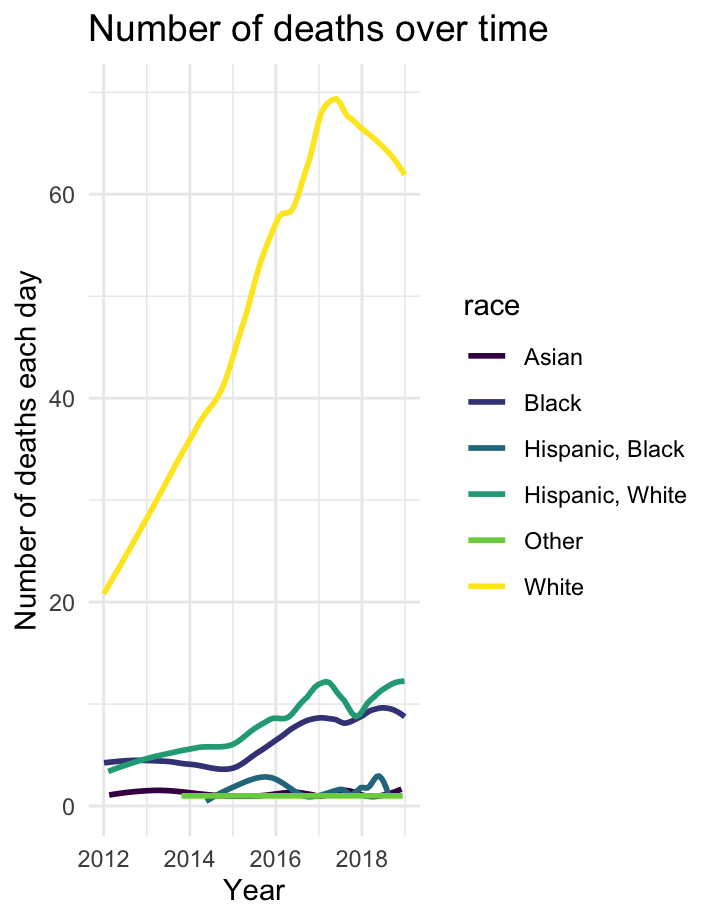 Number of deaths over time
Number of deaths each day
60
40
20
0
2012 2014 2016 2018
Year
race
Asian
Black
Hispanic, Black
Hispanic, White
Other
White